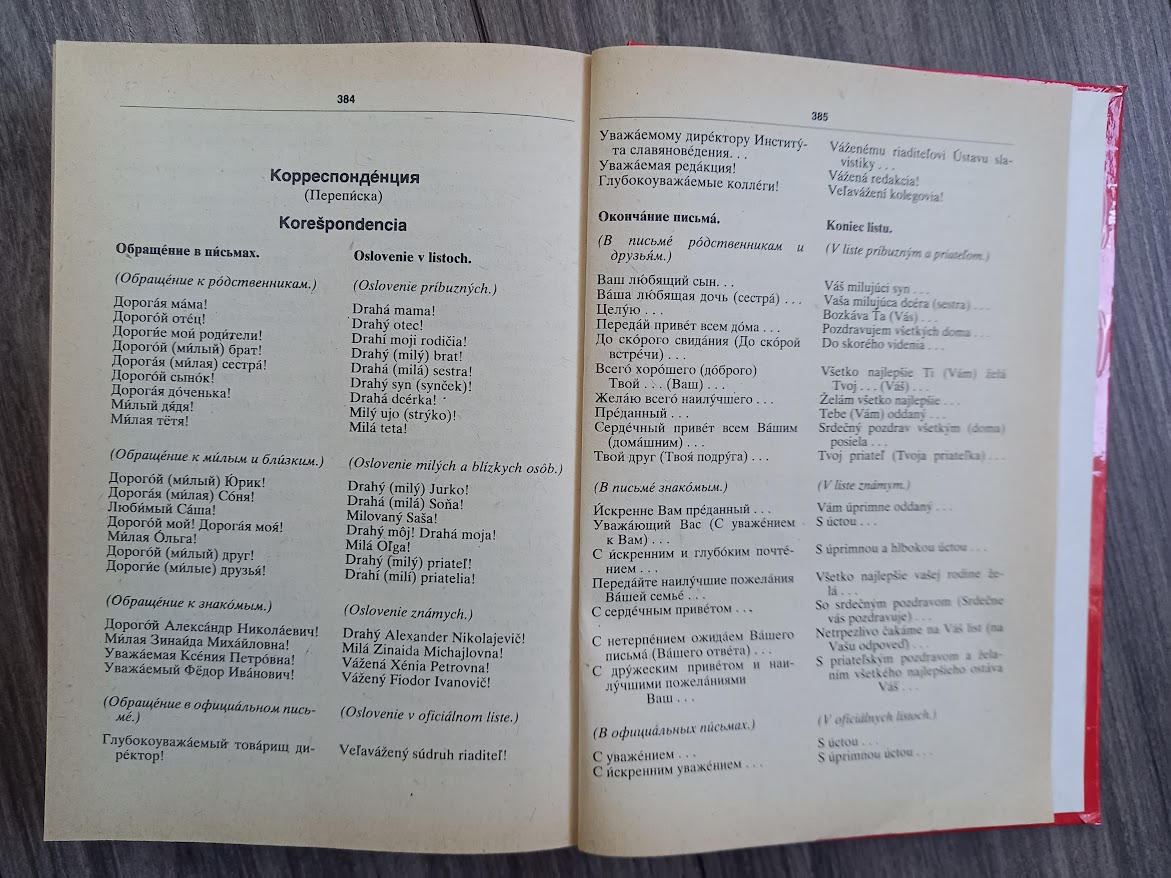 384
Корреспонде́нция
(Перепи́ска)
Korešpondencia
Обраще́ние в пи́сьмах.
(Обраще́ние к ро́дственникам.)
Дорога́я ма́ма!
Дорого́й оте́ц!
Дороги́е мои́ роди́тели!
Дорого́й (ми́лый) брат!
Дорога́я (ми́лая) сестра́!
Дорого́й сыно́к!
Дорога́я до́ченька!
Ми́лый дя́дя!
Ми́лая тётя!
(Обраще́ние к ми́лым и бли́зким.)
Дорого́й (ми́лый) Ю́рик!
Дорога́я (ми́лая) Со́ня!
Люби́мый Са́ша!
Дорого́й мой! Дорога́я моя́!
Ми́лая О́льга!
Дорого́й (ми́лый) друг!
Дороги́е (ми́лые) друзья́!
(Обраще́ние к знако́мым.)
Дорого́й Алекса́ндр Никола́евич!
Ми́лая Зинаи́да Миха́йловна!
Уважа́емая Ксе́ния Петро́вна!
Уважа́емый Фёдор Ива́нович!
(Обраще́ние в официа́льном пись-
ме́.)
Глубокоуважа́емый това́рищ ди-
ре́ктор!
Oslovenie v listoch.
(Oslovenie príbuzných.)
Drahá mama!
Drahý otec!
Drahí moji rodičia!
Drahý (milý) brat!
Drahá (milá) sestra!
Drahý syn (synček)!
Drahá dcérka!
Milý ujo (strýko)!
Milá teta!
(Oslovenie milých a blízkych osôb.)
Drahý (milý) Jurko!
Drahá (milá) Soňa!
Milovaný Saša!
Drahý môj! Drahá moja!
Milá Oľga!
Drahý (milý) priateľ!
Drahí (milí) priatelia!
(Oslovenie známych.)
Drahý Alexander Nikolajevič!
Milá Zinaida Michajlovna!
Vážená Xénia Petrovna!
Vážený Fiodor Ivanovič!
(Oslovenie v oficiálnom liste.)
Veľavážený súdruh riaditeľ!
385
Уважа́емому дире́ктору Институ́-
та славянове́дения. . .
Уважа́емая реда́кция!
Глубокоуважа́емые колле́ги!
Оконча́ние письма́.
(В письме́ ро́дственникам и
друзья́м.)
Ваш лю́бящий сын. . .
Ва́ша лю́бящая дочь (сестра́) . . .
Целу́ю . . .
Переда́й приве́т всем до́ма . . .
До ско́рого свида́ния (До ско́рой
встре́чи) . . .
Всего́ хоро́шего (до́брого)
Твой . . . (Ваш) . . .
Жела́ю всего́ наилу́чшего . . .
Пре́данный . . .
Серде́чный приве́т всем Ва́шим
(дома́шним) . . .
Твой друг (Твоя́ подру́га) . . .
(В письме́ знако́мым.)
И́скренне Вам пре́данный . . .
Уважа́ющий Вас (С уваже́нием
к Вам) . . .
С и́скренним и глубо́ким почте́-
нием . . .
Переда́йте наилу́чшие пожела́ния
Ва́шей семье́ . . .
С серде́чным приве́том . . .
С нетерпе́нием ожида́ем Ва́шего
письма́ (Ва́шего отве́та) . . .
С дру́жеским приве́том и наи-
лу́чшими пожела́ниями
Ваш . . .
(В официа́льных пи́сьмах.)
С уваже́нием . . .
С и́скренним уваже́нием . . .
Váženému riaditeľovi Ústavu sla-
vistiky . . .
Vážená redakcia!
Veľavážení kolegovia!
Koniec listu.
(V liste príbuzným a priateľom.)
Váš milujúci syn . . .
Vaša milujúca dcéra (sestra) . . .
Bozkáva Ťa (Vás) . . .
Pozdravujem všetkých doma . . .
Do skorého videnia . . .
Všetko najlepšie Ti (Vám) želá
Tvoj . . . (Váš) . . .
Želám všetko najlepšie . . .
Tebe (Vám) oddaný . . .
Srdečný pozdrav všetkým (doma)
posiela . . .
Tvoj priateľ (Tvoja priateľka) . . .
(V liste známym.)
Vám úprimne oddaný . . .
S úctou . . .
S úprimnou a hlbokou úctou . . .
Všetko najlepšie vašej rodine že-
lá . . .
So srdečným pozdravom (Srdečne
vás pozdravuje) . . .
Netrpezlivo čakáme na Váš list (na
Vašu odpoveď) . . .
S priateľským pozdravom a žela-
ním všetkého najlepšieho ostáva
Váš . . .
(V oficiálnych listoch.)
S úctou . . .
S úprimnou úctou . . .